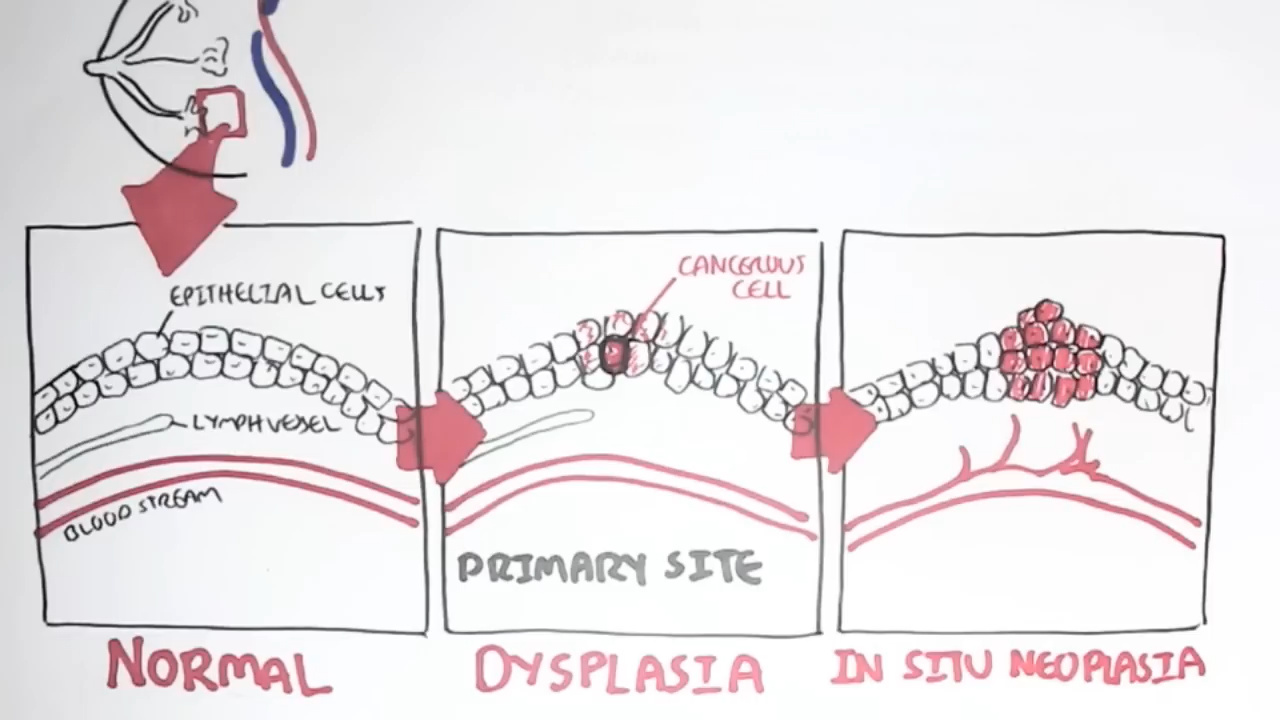 EPITHELIAL CELLS
LYMPH VESSEL
BLOOD STREAM
NORMAL
CANCEROUS
CELL
PRIMARY SITE
DYSPLASIA
IN SITU NEOPLASIA